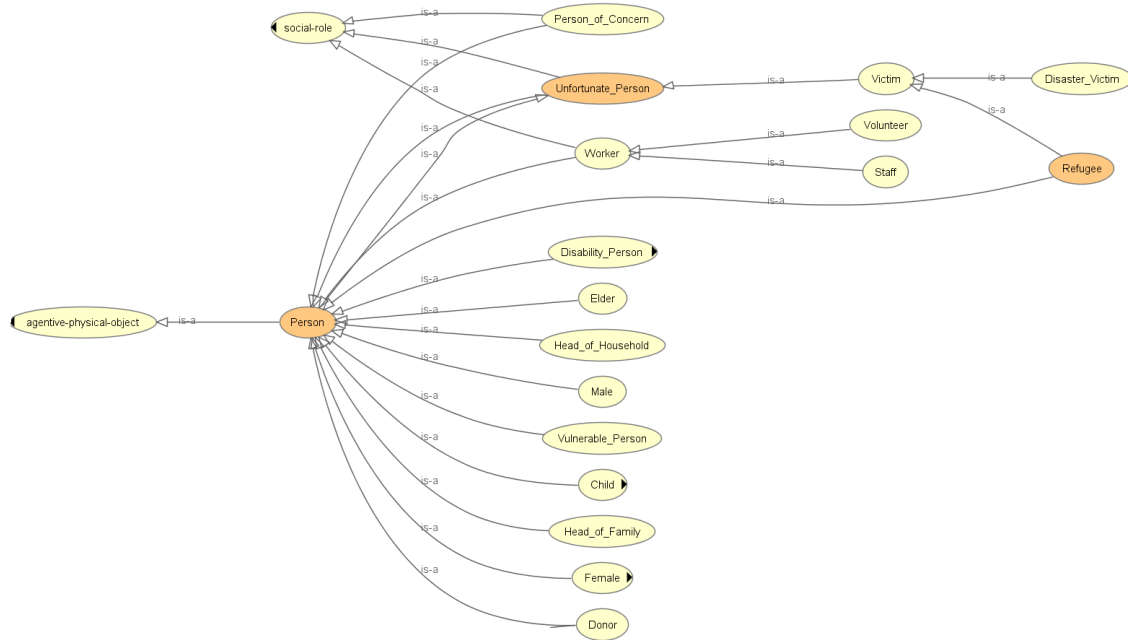 Person_of_Concern
social-role
is-a
is-a
is-a
Victim
is-a
Disaster_Victim
is-a
Unfortunate_Person
is-a
is-a
Volunteer
is-a
is-a
is-a
Worker
is-a
Staff
Refugee
is-a
is-a
Disability_Person
is-a
Elder
is-a
agentive-physical-object
is-a
Person
is-a
Head_of_Household
is-a
Male
is-a
Vulnerable_Person
is-a
Child
is-a
Head_of_Family
is-a
Female
is-a
Donor